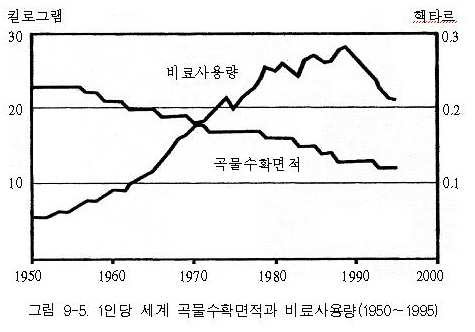 킬로그램 헥타르
30 0.3
비료사용량
20 0.2
곡물수확면적
10 0.1
1950 1960 1970 1980 1990 2000
그림 9-5. 1인당 세계 곡물수확면적과 비료사용량(1950~1995)